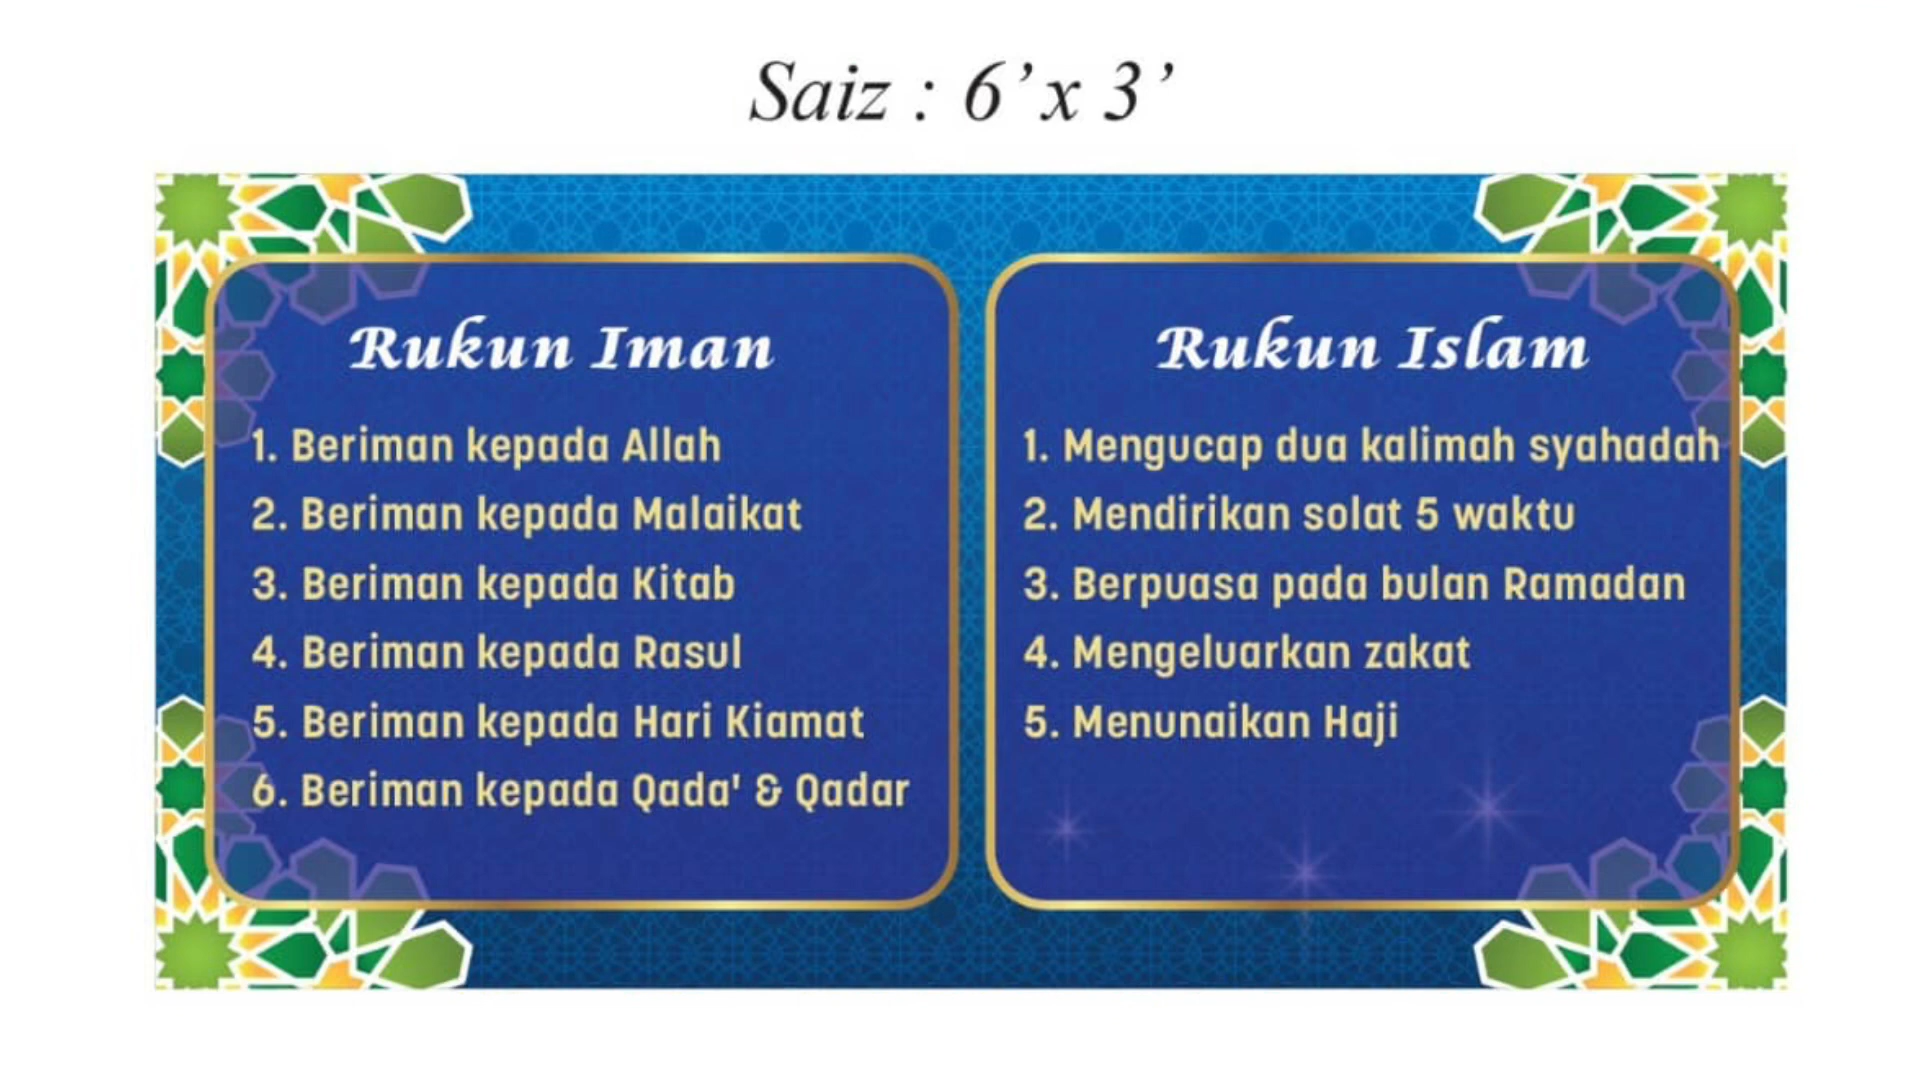 Saiz : 6’ x 3’
Rukun Iman
1. Beriman kepada Allah
2. Beriman kepada Malaikat
3. Beriman kepada Kitab
4. Beriman kepada Rasul
5. Beriman kepada Hari Kiamat
6. Beriman kepada Qada' & Qadar
Rukun Islam
1. Mengucap dua kalimah syahadah
2. Mendirikan solat 5 waktu
3. Berpuasa pada bulan Ramadan
4. Mengeluarkan zakat
5. Menunaikan Haji